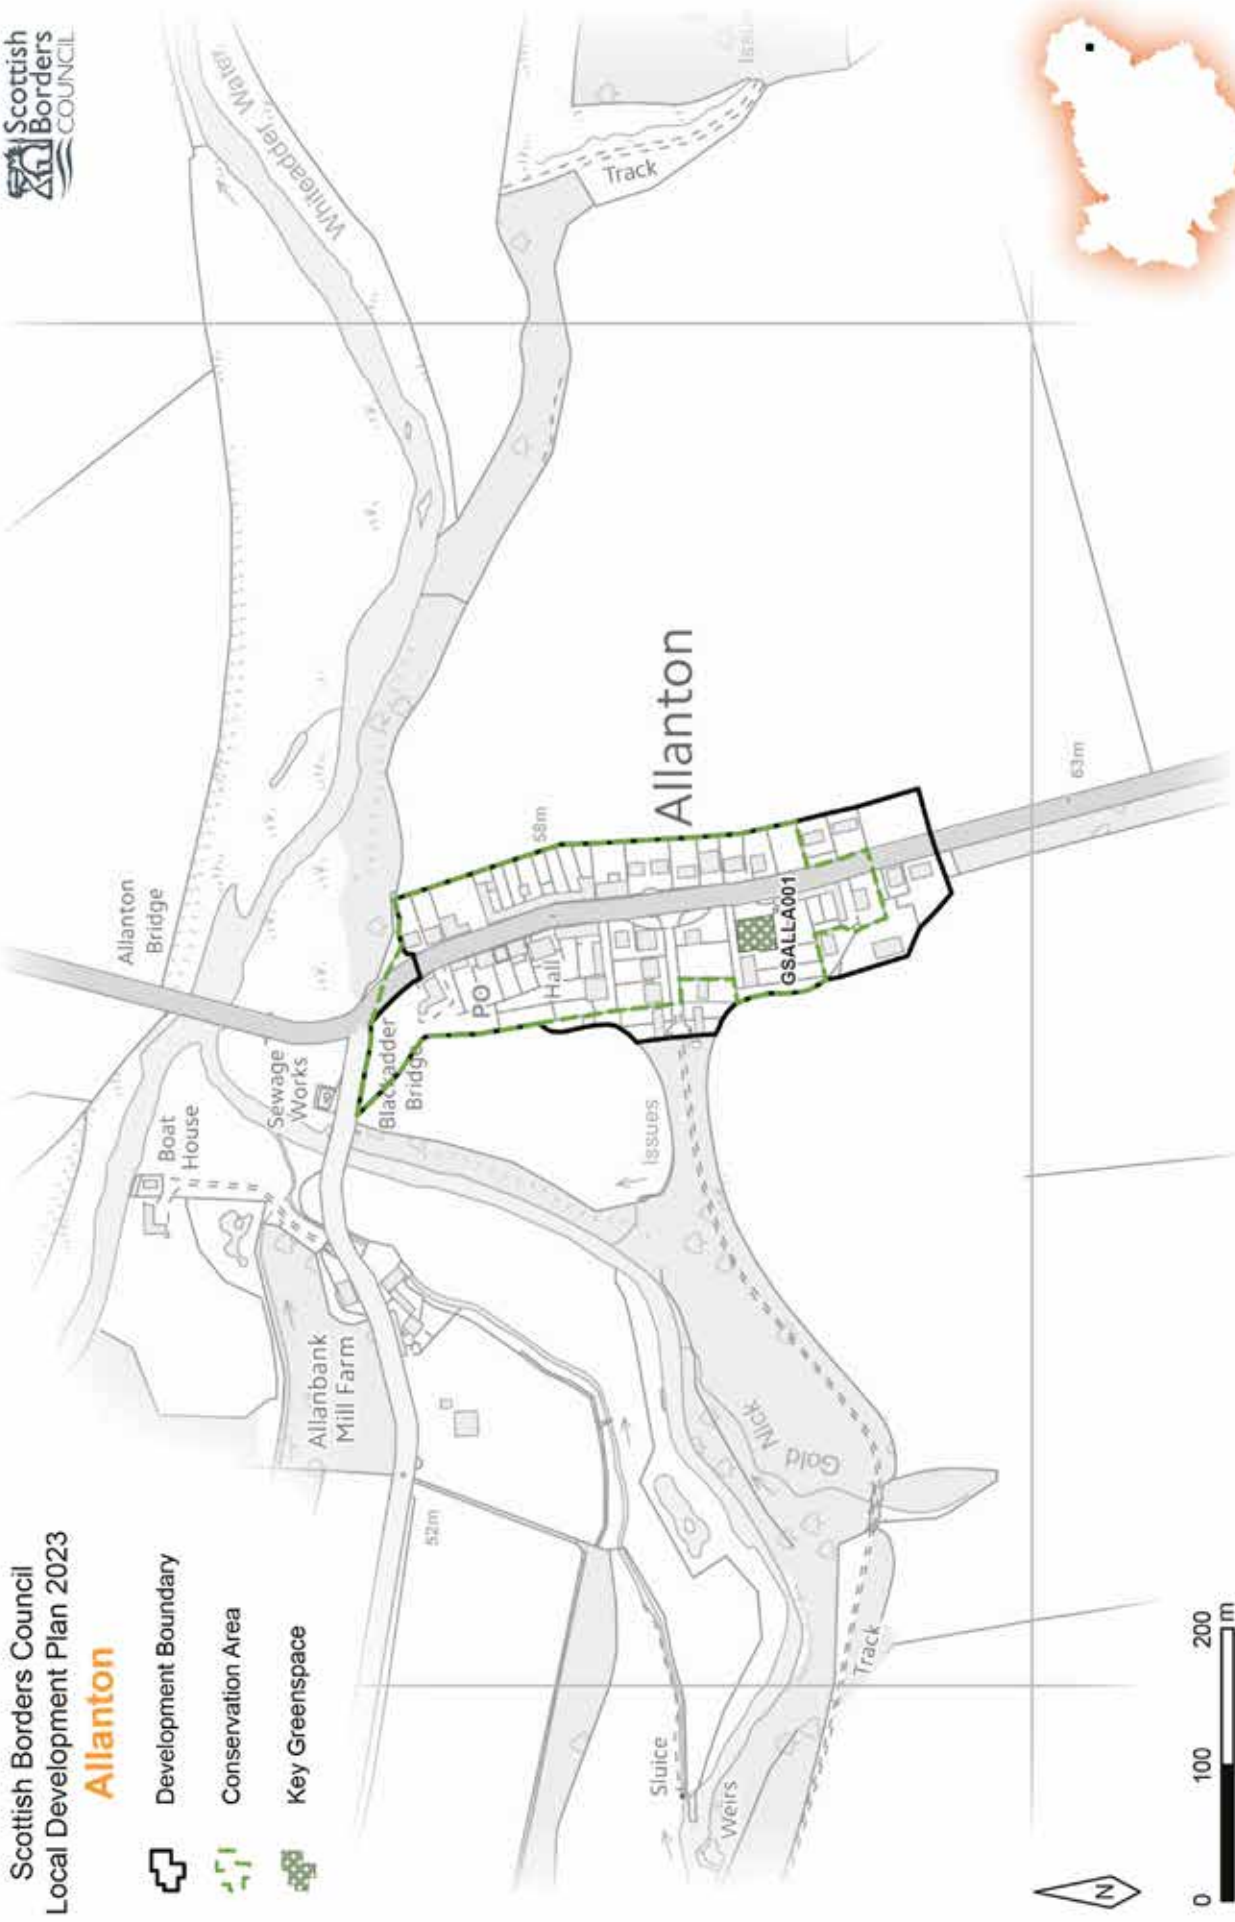 Scottish Borders Council
Local Development Plan 2023
Allanton
Development Boundary
Conservation Area
Key Greenspace
Scottish
Borders
COUNCIL
Allanton
Bridge
Boat
House
Sewage
Works
Whiteadder Water
Allanbank
Mill Farm
Blackadder
Bridge
PO
Hall
52m
58m
Issues
Allanton
GSALLA001
Gold Nick
Track
Issues
Sluice
Weirs
Track
63m
N
0
100
200
m